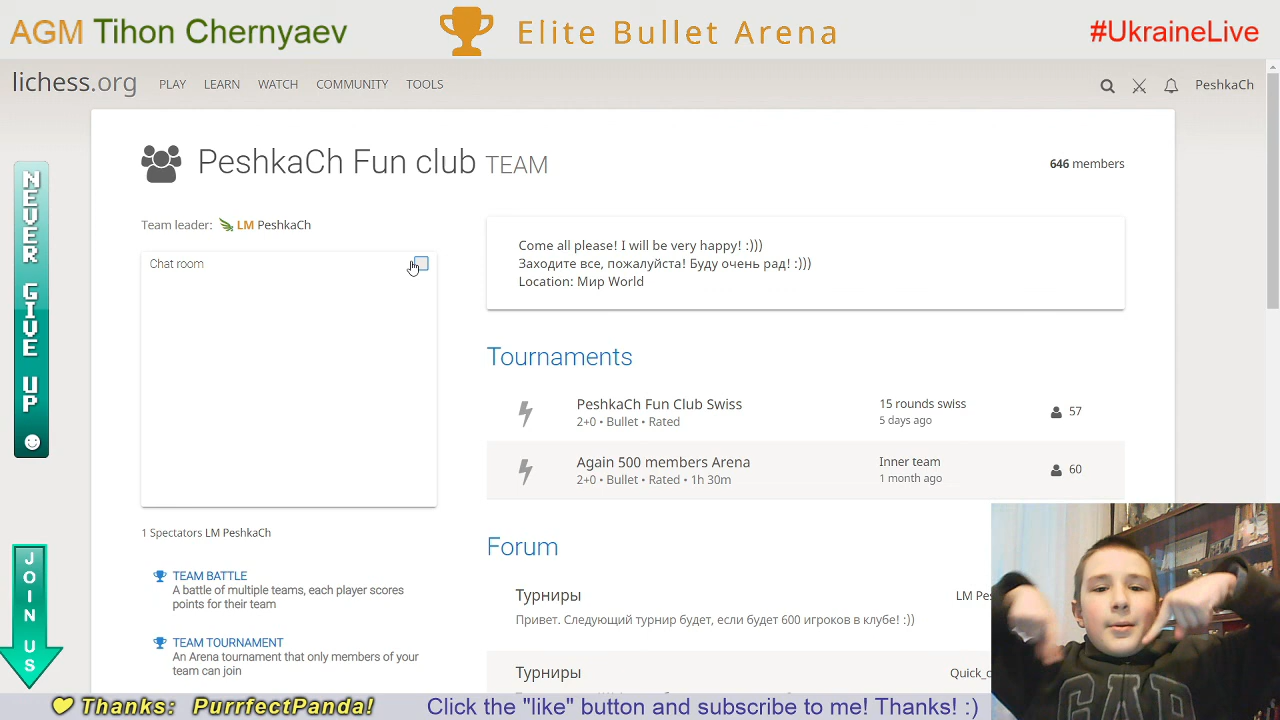 AGM Tihon Chernyaev
Elite Bullet Arena
#UkraineLive
lichess.org
PLAY LEARN WATCH COMMUNITY TOOLS
PeshkaCh
NEVER GIVE UP
PeshkaCh Fun club TEAM
646 members
Team leader: LM PeshkaCh
Chat room
Come all please! I will be very happy! :)))
Заходите все, пожалуйста! Буду очень рад! :)))
Location: Мир World
Tournaments
PeshkaCh Fun Club Swiss
2+0 • Bullet • Rated
15 rounds swiss
5 days ago
57
Again 500 members Arena
2+0 • Bullet • Rated • 1h 30m
Inner team
1 month ago
60
1 Spectators LM PeshkaCh
TEAM BATTLE
A battle of multiple teams, each player scores
points for their team
TEAM TOURNAMENT
An Arena tournament that only members of your
team can join
Forum
Турниры
LM Pes
Привет. Следующий турнир будет, если будет 600 игроков в клубе! :))
Турниры
JOIN US
GAP
Thanks: PurrfectPanda!
Click the "like" button and subscribe to me! Thanks! :)